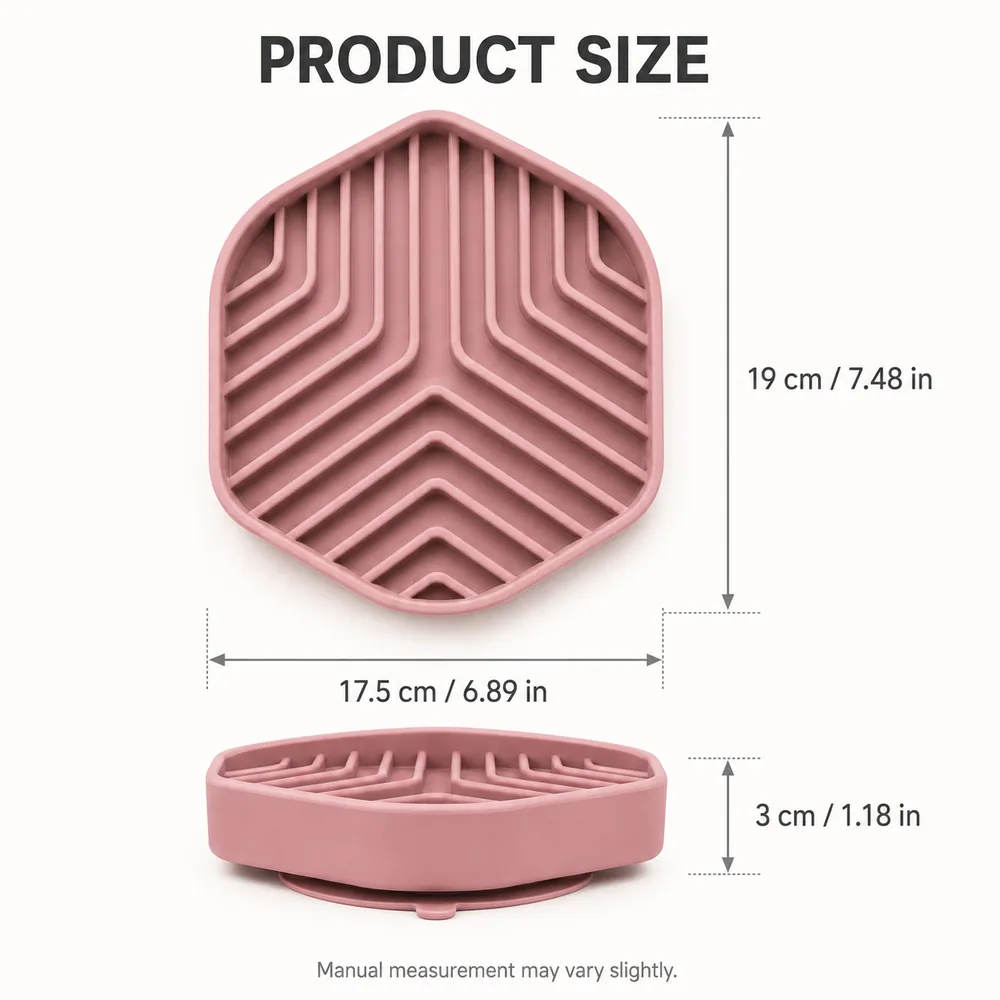 PRODUCT SIZE
19 cm / 7.48 in
17.5 cm / 6.89 in
3 cm / 1.18 in
Manual measurement may vary slightly.